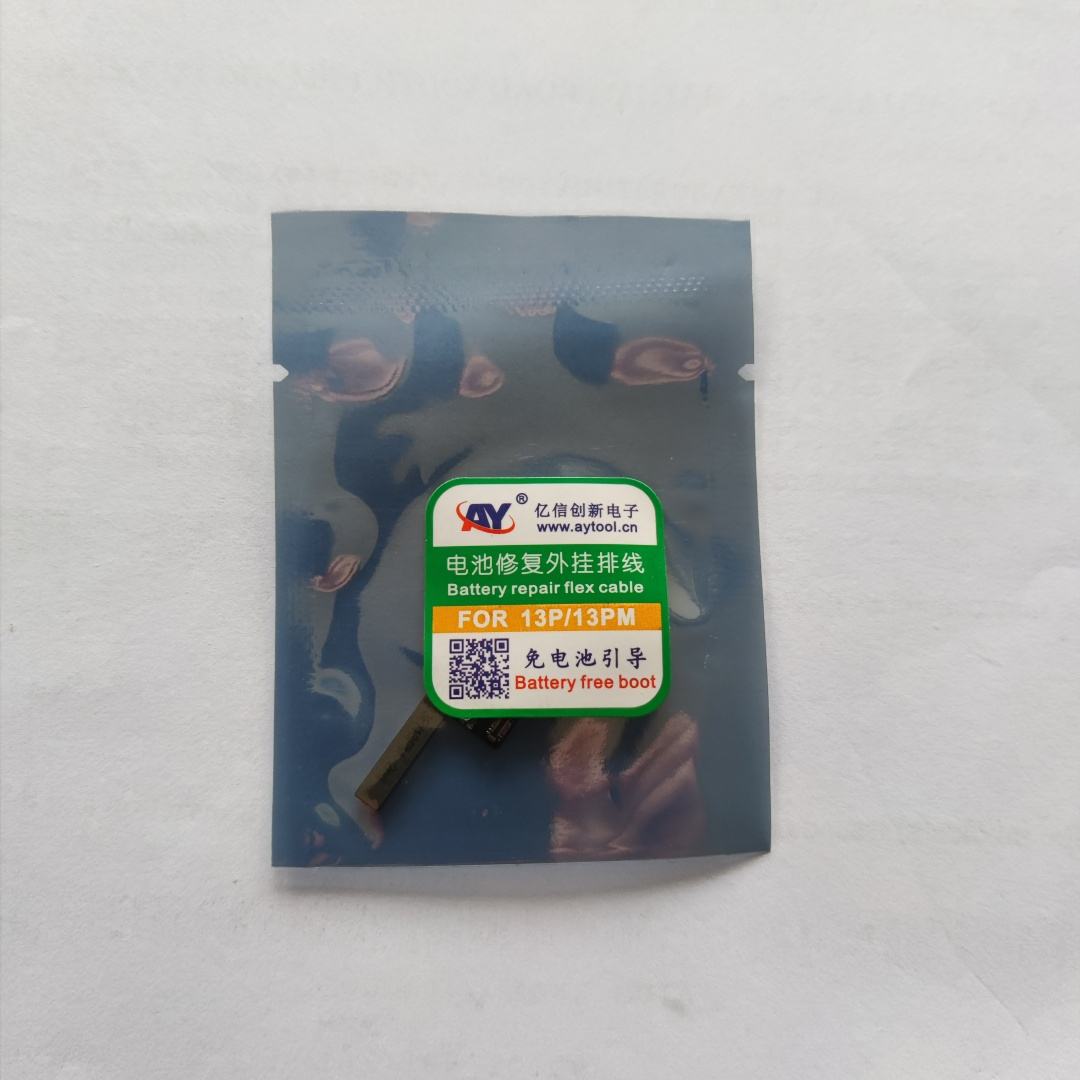 AY® 亿信创新电子
www.aytool.cn
电池修复外挂排线
Battery repair flex cable
FOR 13P/13PM
免电池引导
Battery free boot